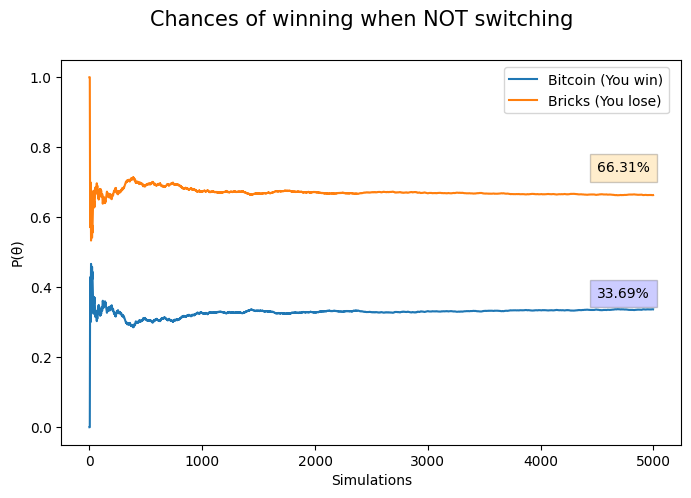 Chances of winning when NOT switching
Bitcoin (You win)
Bricks (You lose)
66.31%
33.69%
P(θ)
1.0
0.8
0.6
0.4
0.2
0.0
0 1000 2000 3000 4000 5000
Simulations